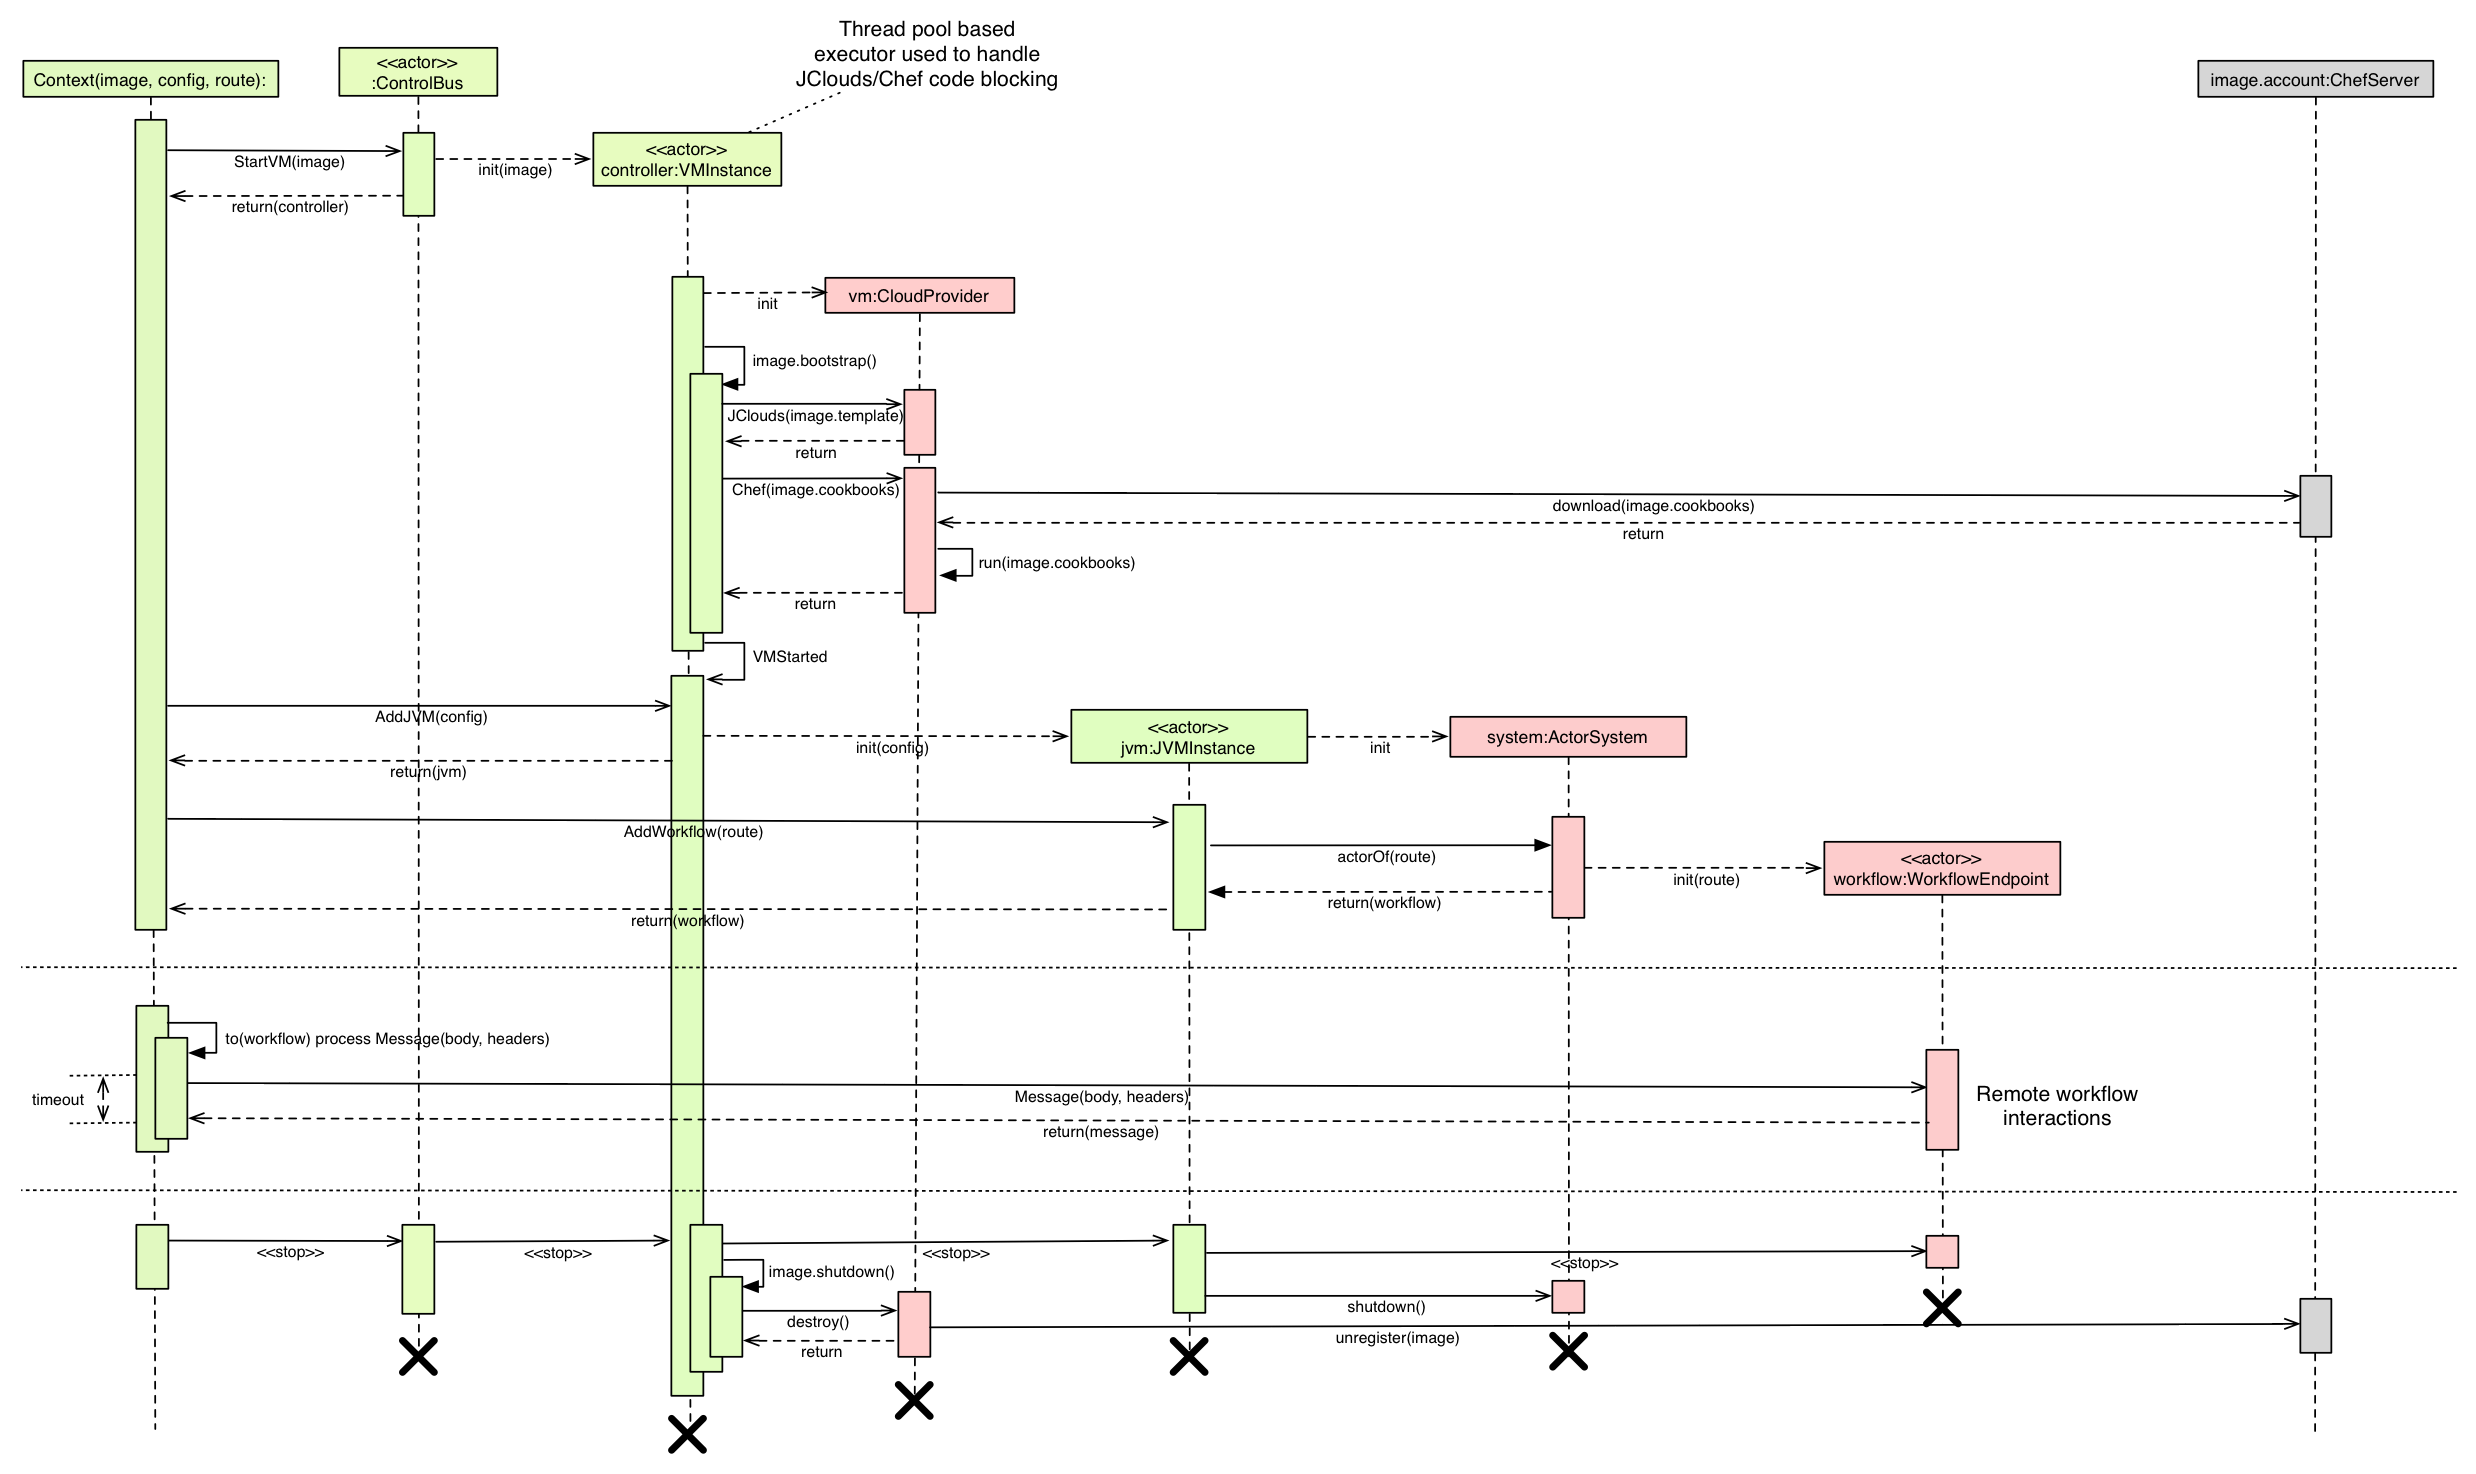 Thread pool based
executor used to handle
JClouds/Chef code blocking
Context(image, config, route):
<<actor>>
:ControlBus
image.account:ChefServer
<<actor>>
controller:VMInstance
StartVM(image)
init(image)
return(controller)
vm:CloudProvider
init
image.bootstrap()
JClouds(image.template)
return
Chef(image.cookbooks)
download(image.cookbooks)
return
run(image.cookbooks)
return
VMStarted
AddJVM(config)
<<actor>>
jvm:JVMInstance
system:ActorSystem
init(config)
init
return(jvm)
AddWorkflow(route)
actorOf(route)
<<actor>>
workflow:WorkflowEndpoint
init(route)
return(workflow)
return(workflow)
to(workflow) process Message(body, headers)
timeout
Message(body, headers)
Remote workflow
interactions
return(message)
<<stop>>
<<stop>>
<<stop>>
<<stop>>
image.shutdown()
shutdown()
destroy()
unregister(image)
return